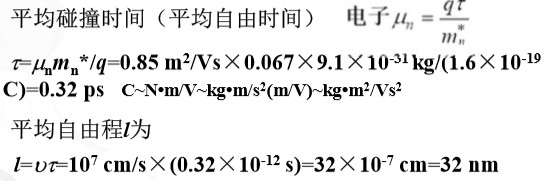 平均碰撞时间（平均自由时间） 电子 μₙ = qτ / mₙ*
τ=μₙmₙ*/q=0.85 m²/Vs×0.067×9.1×10⁻³¹ kg/(1.6×10⁻¹⁹
C)=0.32 ps C~N•m/V~kg•m/s²(m/V)~kg•m²/Vs²
平均自由程l为
l=υτ=10⁷ cm/s×(0.32×10⁻¹² s)=32×10⁻⁷ cm=32 nm